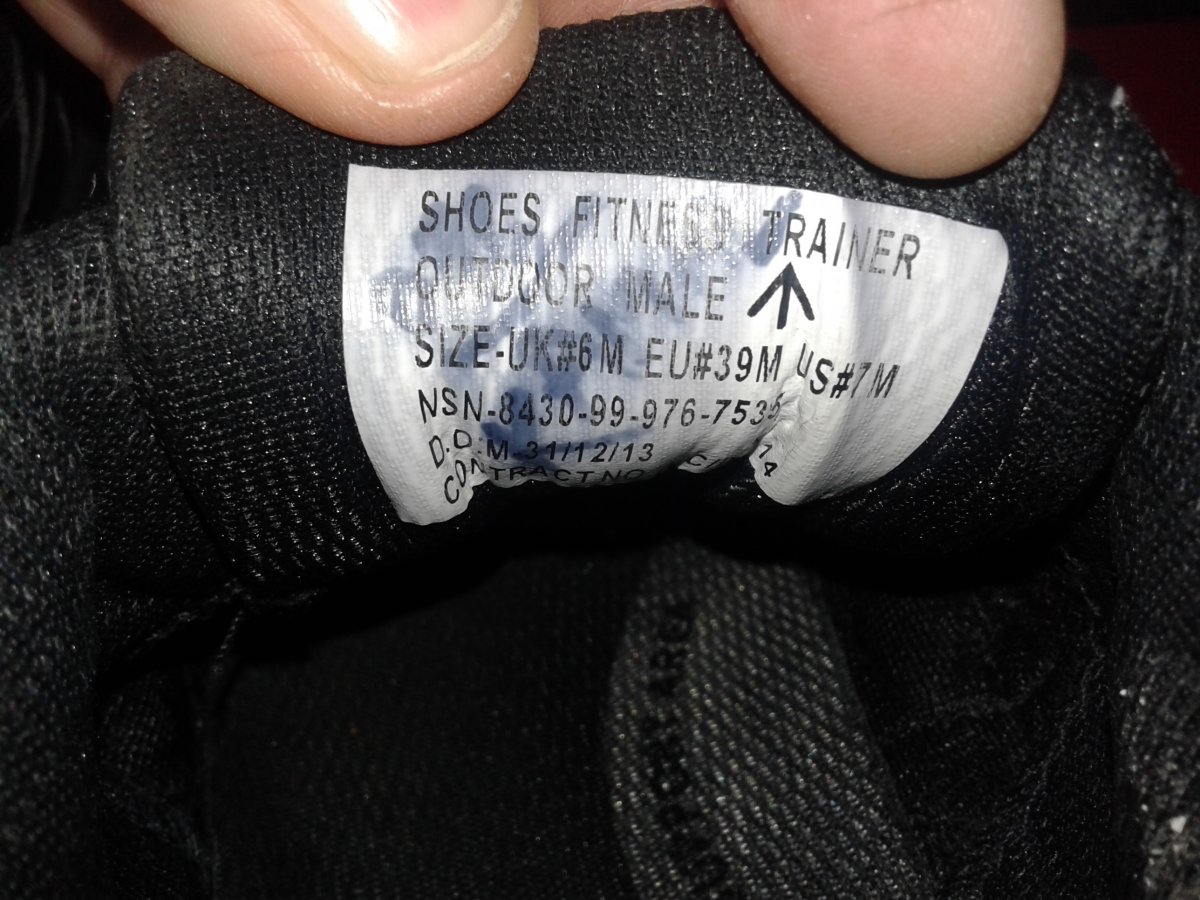 SHOES FITNESS TRAINER
OUTDOOR MALE
SIZE-UK#6M EU#39M US#7M
NSN-8430-99-976-7535
D.O.M-31/12/13
CONTRACT NO